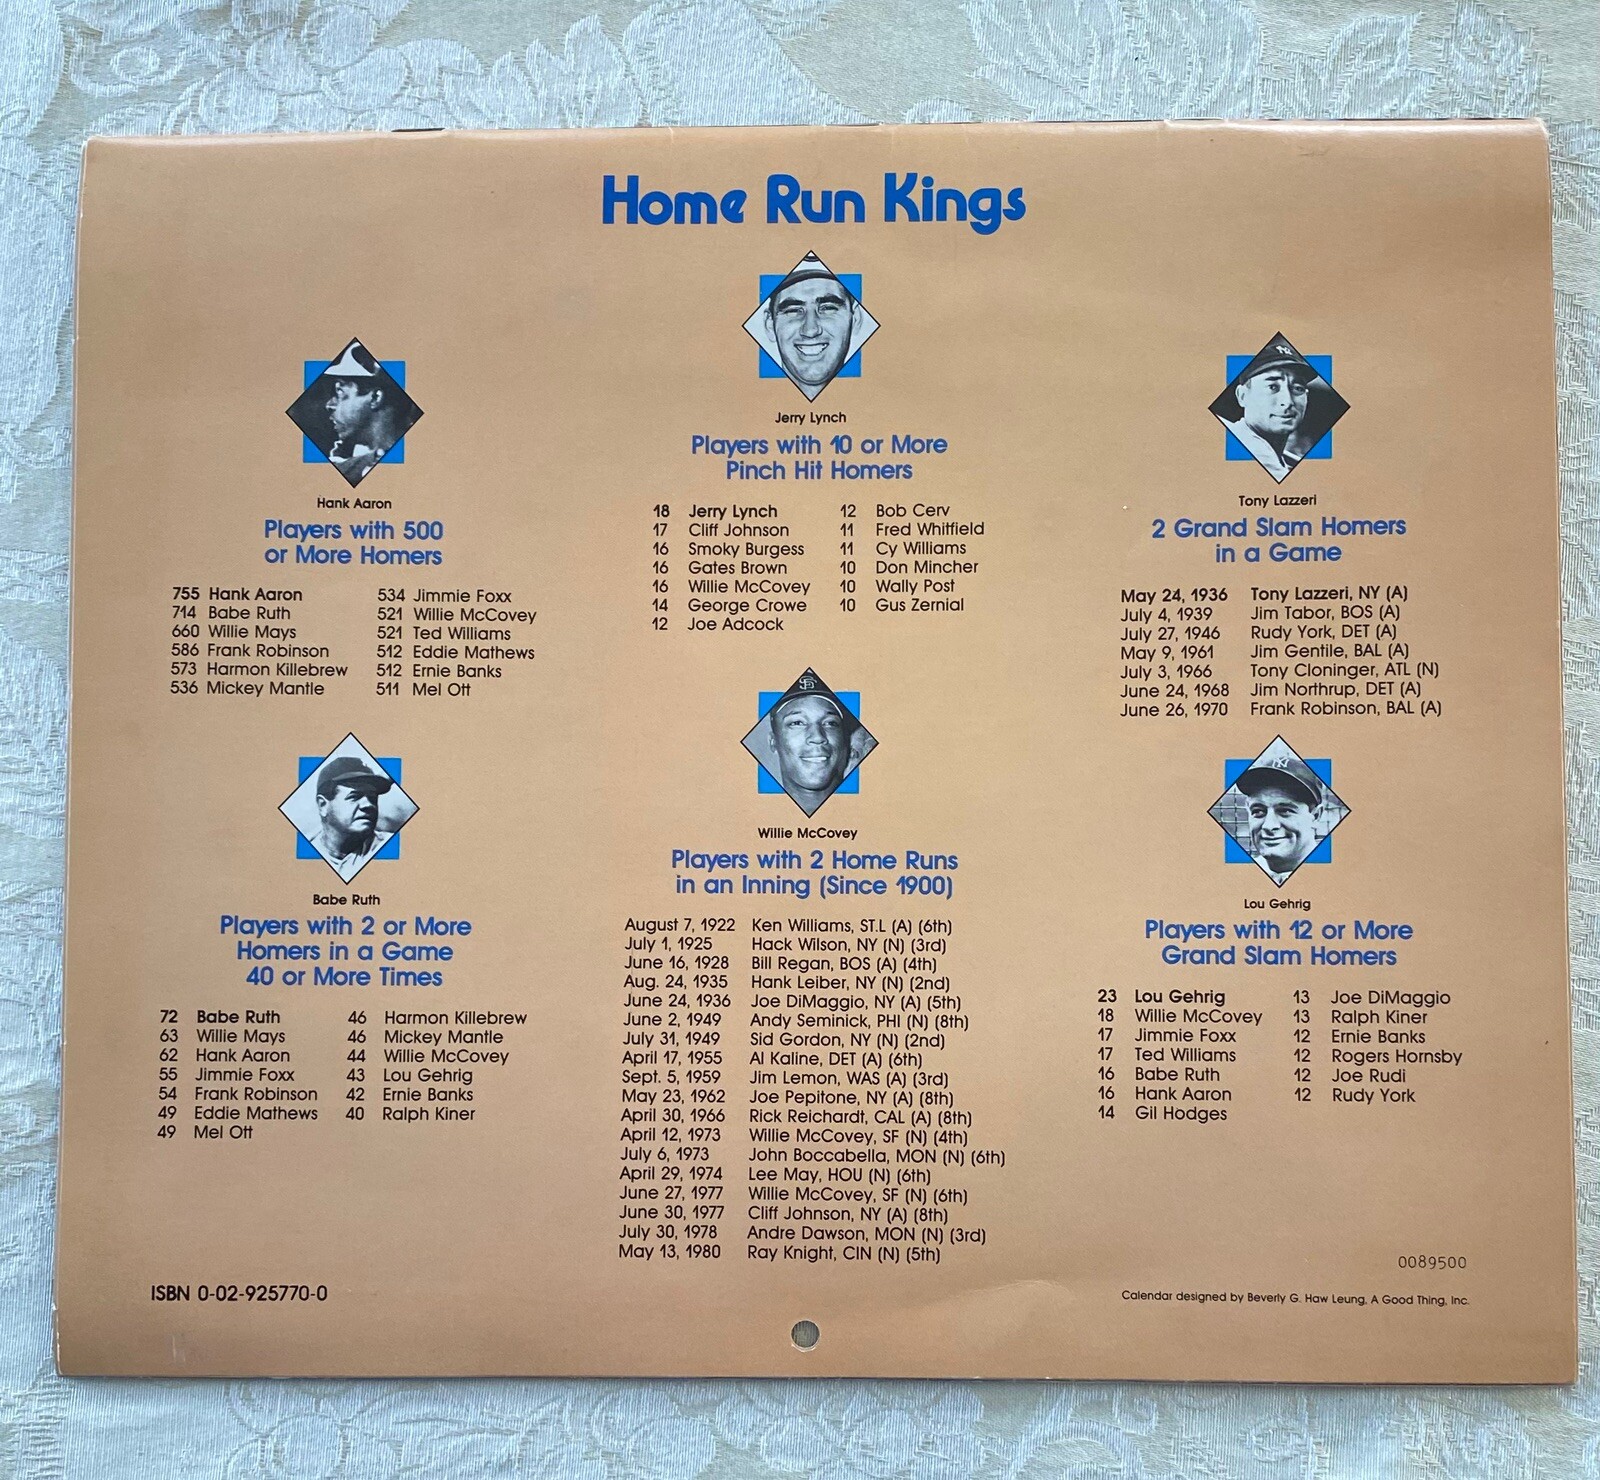 Home Run Kings
Hank Aaron
Players with 500
or More Homers
755 Hank Aaron
714 Babe Ruth
660 Willie Mays
586 Frank Robinson
573 Harmon Killebrew
536 Mickey Mantle
534 Jimmie Foxx
521 Willie McCovey
521 Ted Williams
512 Eddie Mathews
512 Ernie Banks
511 Mel Ott
Babe Ruth
Players with 2 or More
Homers in a Game
40 or More Times
72 Babe Ruth
63 Willie Mays
62 Hank Aaron
55 Jimmie Foxx
54 Frank Robinson
49 Eddie Mathews
49 Mel Ott
46 Harmon Killebrew
46 Mickey Mantle
44 Willie McCovey
43 Lou Gehrig
42 Ernie Banks
40 Ralph Kiner
Jerry Lynch
Players with 10 or More
Pinch Hit Homers
18 Jerry Lynch
17 Cliff Johnson
16 Smoky Burgess
16 Gates Brown
16 Willie McCovey
14 George Crowe
12 Joe Adcock
12 Bob Cerv
11 Fred Whitfield
11 Cy Williams
10 Don Mincher
10 Wally Post
10 Gus Zernial
SF
Willie McCovey
Players with 2 Home Runs
in an Inning (Since 1900)
August 7, 1922 Ken Williams, ST.L (A) (6th)
July 1, 1925 Hack Wilson, NY (N) (3rd)
June 16, 1928 Bill Regan, BOS (A) (4th)
Aug. 24, 1935 Hank Leiber, NY (N) (2nd)
June 24, 1936 Joe DiMaggio, NY (A) (5th)
June 2, 1949 Andy Seminick, PHI (N) (8th)
July 31, 1949 Sid Gordon, NY (N) (2nd)
April 17, 1955 Al Kaline, DET (A) (6th)
Sept. 5, 1959 Jim Lemon, WAS (A) (3rd)
May 23, 1962 Joe Pepitone, NY (A) (8th)
April 30, 1966 Rick Reichardt, CAL (A) (8th)
April 12, 1973 Willie McCovey, SF (N) (4th)
July 6, 1973 John Boccabella, MON (N) (6th)
April 29, 1974 Lee May, HOU (N) (6th)
June 27, 1977 Willie McCovey, SF (N) (6th)
June 30, 1977 Cliff Johnson, NY (A) (8th)
July 30, 1978 Andre Dawson, MON (N) (3rd)
May 13, 1980 Ray Knight, CIN (N) (5th)
NY
Tony Lazzeri
2 Grand Slam Homers
in a Game
May 24, 1936 Tony Lazzeri, NY (A)
July 4, 1939 Jim Tabor, BOS (A)
July 27, 1946 Rudy York, DET (A)
May 9, 1961 Jim Gentile, BAL (A)
July 3, 1966 Tony Cloninger, ATL (N)
June 24, 1968 Jim Northrup, DET (A)
June 26, 1970 Frank Robinson, BAL (A)
NY
Lou Gehrig
Players with 12 or More
Grand Slam Homers
23 Lou Gehrig
18 Willie McCovey
17 Jimmie Foxx
17 Ted Williams
16 Babe Ruth
16 Hank Aaron
14 Gil Hodges
13 Joe DiMaggio
13 Ralph Kiner
12 Ernie Banks
12 Rogers Hornsby
12 Joe Rudi
12 Rudy York
0089500
ISBN 0-02-925770-0
Calendar designed by Beverly G. Haw Leung, A Good Thing, Inc.